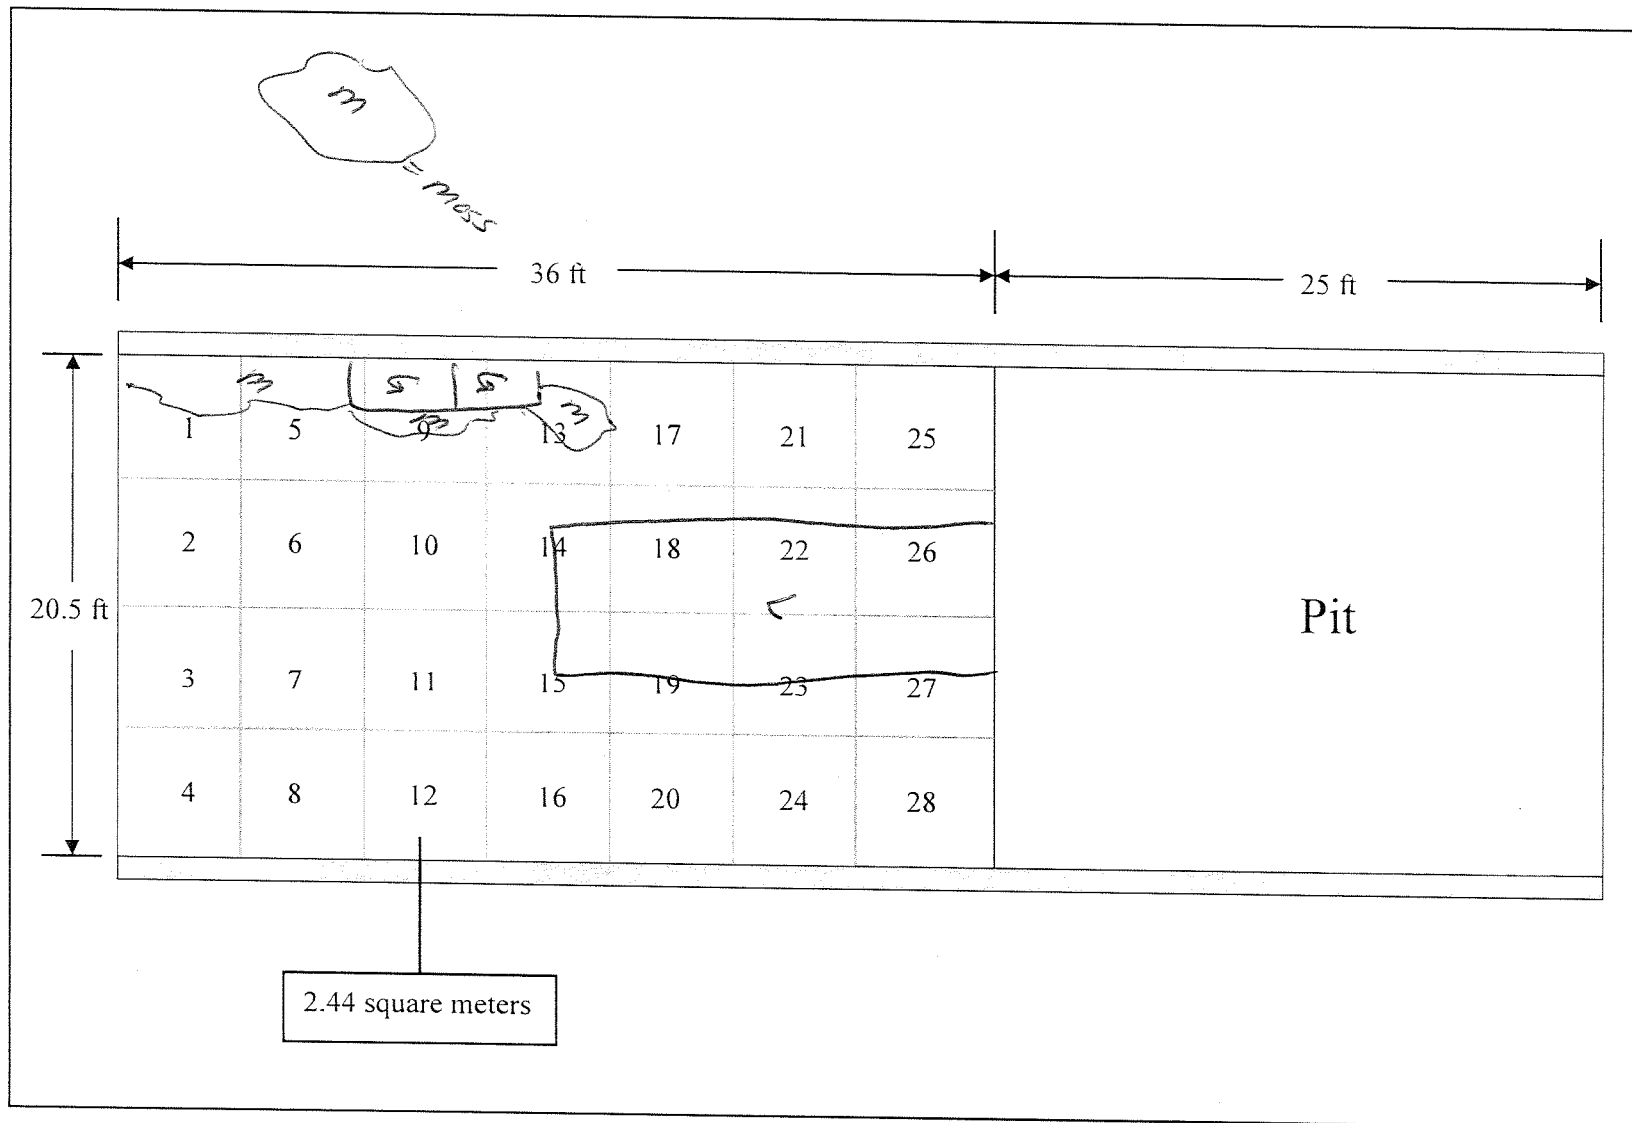 m
= moss
36 ft
25 ft
m G G
m m
1 5 9 13 17 21 25
2 6 10 14 18 22 26
20.5 ft
<
Pit
3 7 11 15 19 23 27
4 8 12 16 20 24 28
2.44 square meters